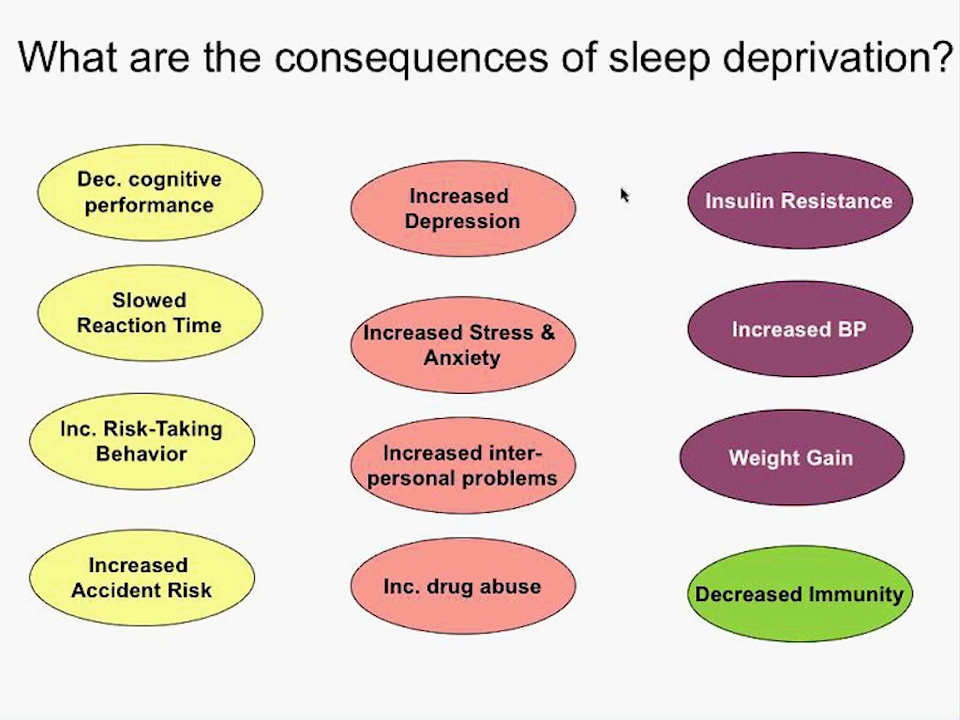 What are the consequences of sleep deprivation?
Dec. cognitive
performance
Slowed
Reaction Time
Inc. Risk-Taking
Behavior
Increased
Accident Risk
Increased
Depression
Increased Stress &
Anxiety
Increased inter-
personal problems
Inc. drug abuse
Insulin Resistance
Increased BP
Weight Gain
Decreased Immunity